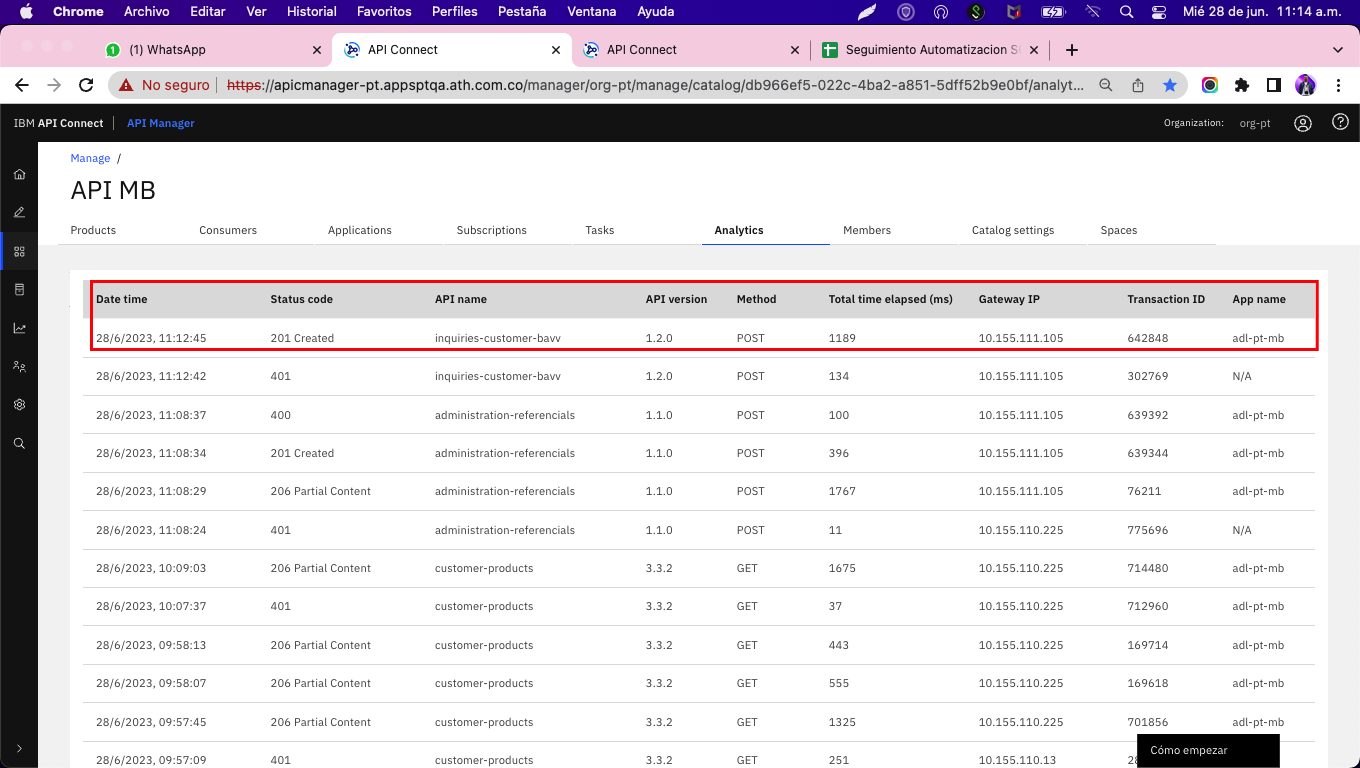 Chrome Archivo Editar Ver Historial Favoritos Perfiles Pestaña Ventana Ayuda Mié 28 de jun. 11:14 a.m.
1 (1) WhatsApp API Connect API Connect Seguimiento Automatizacion
No seguro https://apicmanager-pt.appsptqa.ath.com.co/manager/org-pt/manage/catalog/db966ef5-022c-4ba2-a851-5dff52b9e0bf/analyt...
IBM API Connect API Manager Organization: org-pt
Manage /
API MB
Products Consumers Applications Subscriptions Tasks Analytics Members Catalog settings Spaces
Date time Status code API name API version Method Total time elapsed (ms) Gateway IP Transaction ID App name
28/6/2023, 11:12:45 201 Created inquiries-customer-bavv 1.2.0 POST 1189 10.155.111.105 642848 adl-pt-mb
28/6/2023, 11:12:42 401 inquiries-customer-bavv 1.2.0 POST 134 10.155.111.105 302769 N/A
28/6/2023, 11:08:37 400 administration-referencials 1.1.0 POST 100 10.155.111.105 639392 adl-pt-mb
28/6/2023, 11:08:34 201 Created administration-referencials 1.1.0 POST 396 10.155.111.105 639344 adl-pt-mb
28/6/2023, 11:08:29 206 Partial Content administration-referencials 1.1.0 POST 1767 10.155.111.105 76211 adl-pt-mb
28/6/2023, 11:08:24 401 administration-referencials 1.1.0 POST 11 10.155.110.225 775696 N/A
28/6/2023, 10:09:03 206 Partial Content customer-products 3.3.2 GET 1675 10.155.110.225 714480 adl-pt-mb
28/6/2023, 10:07:37 401 customer-products 3.3.2 GET 37 10.155.110.225 712960 adl-pt-mb
28/6/2023, 09:58:13 206 Partial Content customer-products 3.3.2 GET 443 10.155.110.225 169714 adl-pt-mb
28/6/2023, 09:58:07 206 Partial Content customer-products 3.3.2 GET 555 10.155.110.225 169618 adl-pt-mb
28/6/2023, 09:57:45 206 Partial Content customer-products 3.3.2 GET 1325 10.155.110.225 701856 adl-pt-mb
28/6/2023, 09:57:09 401 customer-products 3.3.2 GET 251 10.155.110.13
Cómo empezar